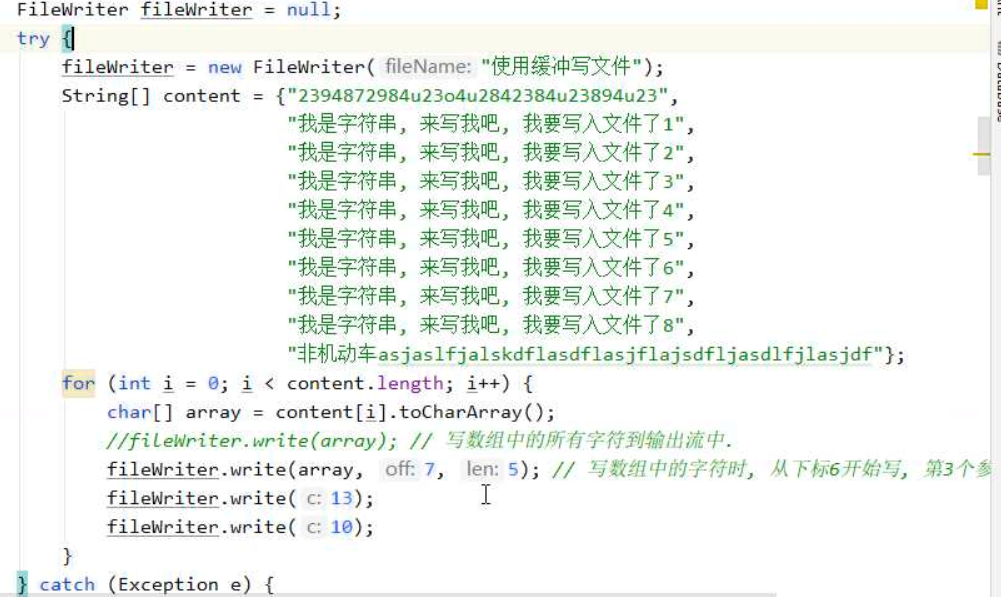 FileWriter fileWriter = null;
try {
fileWriter = new FileWriter( fileName: "使用缓冲写文件");
String[] content = {"2394872984u23o4u2842384u23894u23",
"我是字符串, 来写我吧, 我要写入文件了1",
"我是字符串, 来写我吧, 我要写入文件了2",
"我是字符串, 来写我吧, 我要写入文件了3",
"我是字符串, 来写我吧, 我要写入文件了4",
"我是字符串, 来写我吧, 我要写入文件了5",
"我是字符串, 来写我吧, 我要写入文件了6",
"我是字符串, 来写我吧, 我要写入文件了7",
"我是字符串, 来写我吧, 我要写入文件了8",
"非机动车asjaslfjalskdflasdflasjflajsdfljasdlfjlasjdf"};
for (int i = 0; i < content.length; i++) {
char[] array = content[i].toCharArray();
//fileWriter.write(array); // 写数组中的所有字符到输出流中.
fileWriter.write(array, off: 7, len: 5); // 写数组中的字符时, 从下标6开始写, 第3个参
fileWriter.write( c: 13);
fileWriter.write( c: 10);
}
} catch (Exception e) {